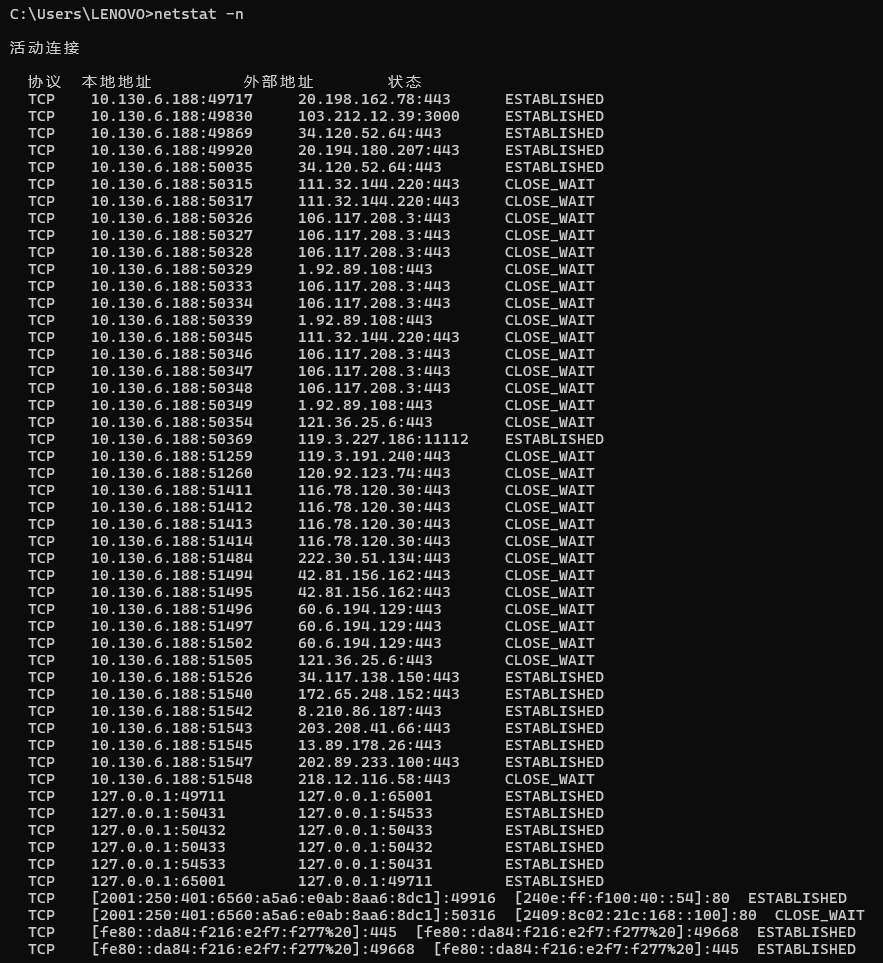 C:\Users\LENOVO>netstat -n
活动连接
协议 本地地址 外部地址 状态
TCP 10.130.6.188:49717 20.198.162.78:443 ESTABLISHED
TCP 10.130.6.188:49830 103.212.12.39:3000 ESTABLISHED
TCP 10.130.6.188:49869 34.120.52.64:443 ESTABLISHED
TCP 10.130.6.188:49920 20.194.180.207:443 ESTABLISHED
TCP 10.130.6.188:50035 34.120.52.64:443 ESTABLISHED
TCP 10.130.6.188:50315 111.32.144.220:443 CLOSE_WAIT
TCP 10.130.6.188:50317 111.32.144.220:443 CLOSE_WAIT
TCP 10.130.6.188:50326 106.117.208.3:443 CLOSE_WAIT
TCP 10.130.6.188:50327 106.117.208.3:443 CLOSE_WAIT
TCP 10.130.6.188:50328 106.117.208.3:443 CLOSE_WAIT
TCP 10.130.6.188:50329 1.92.89.108:443 CLOSE_WAIT
TCP 10.130.6.188:50333 106.117.208.3:443 CLOSE_WAIT
TCP 10.130.6.188:50334 106.117.208.3:443 CLOSE_WAIT
TCP 10.130.6.188:50339 1.92.89.108:443 CLOSE_WAIT
TCP 10.130.6.188:50345 111.32.144.220:443 CLOSE_WAIT
TCP 10.130.6.188:50346 106.117.208.3:443 CLOSE_WAIT
TCP 10.130.6.188:50347 106.117.208.3:443 CLOSE_WAIT
TCP 10.130.6.188:50348 106.117.208.3:443 CLOSE_WAIT
TCP 10.130.6.188:50349 1.92.89.108:443 CLOSE_WAIT
TCP 10.130.6.188:50354 121.36.25.6:443 CLOSE_WAIT
TCP 10.130.6.188:50369 119.3.227.186:11112 ESTABLISHED
TCP 10.130.6.188:51259 119.3.191.240:443 CLOSE_WAIT
TCP 10.130.6.188:51260 120.92.123.74:443 CLOSE_WAIT
TCP 10.130.6.188:51411 116.78.120.30:443 CLOSE_WAIT
TCP 10.130.6.188:51412 116.78.120.30:443 CLOSE_WAIT
TCP 10.130.6.188:51413 116.78.120.30:443 CLOSE_WAIT
TCP 10.130.6.188:51414 116.78.120.30:443 CLOSE_WAIT
TCP 10.130.6.188:51484 222.30.51.134:443 CLOSE_WAIT
TCP 10.130.6.188:51494 42.81.156.162:443 CLOSE_WAIT
TCP 10.130.6.188:51495 42.81.156.162:443 CLOSE_WAIT
TCP 10.130.6.188:51496 60.6.194.129:443 CLOSE_WAIT
TCP 10.130.6.188:51497 60.6.194.129:443 CLOSE_WAIT
TCP 10.130.6.188:51502 60.6.194.129:443 CLOSE_WAIT
TCP 10.130.6.188:51505 121.36.25.6:443 CLOSE_WAIT
TCP 10.130.6.188:51526 34.117.138.150:443 ESTABLISHED
TCP 10.130.6.188:51540 172.65.248.152:443 ESTABLISHED
TCP 10.130.6.188:51542 8.210.86.187:443 ESTABLISHED
TCP 10.130.6.188:51543 203.208.41.66:443 ESTABLISHED
TCP 10.130.6.188:51545 13.89.178.26:443 ESTABLISHED
TCP 10.130.6.188:51547 202.89.233.100:443 ESTABLISHED
TCP 10.130.6.188:51548 218.12.116.58:443 CLOSE_WAIT
TCP 127.0.0.1:49711 127.0.0.1:65001 ESTABLISHED
TCP 127.0.0.1:50431 127.0.0.1:54533 ESTABLISHED
TCP 127.0.0.1:50432 127.0.0.1:50433 ESTABLISHED
TCP 127.0.0.1:50433 127.0.0.1:50432 ESTABLISHED
TCP 127.0.0.1:54533 127.0.0.1:50431 ESTABLISHED
TCP 127.0.0.1:65001 127.0.0.1:49711 ESTABLISHED
TCP [2001:250:401:6560:a5a6:e0ab:8aa6:8dc1]:49916 [240e:ff:f100:40::54]:80 ESTABLISHED
TCP [2001:250:401:6560:a5a6:e0ab:8aa6:8dc1]:50316 [2409:8c02:21c:168::100]:80 CLOSE_WAIT
TCP [fe80::da84:f216:e2f7:f277%20]:445 [fe80::da84:f216:e2f7:f277%20]:49668 ESTABLISHED
TCP [fe80::da84:f216:e2f7:f277%20]:49668 [fe80::da84:f216:e2f7:f277%20]:445 ESTABLISHED